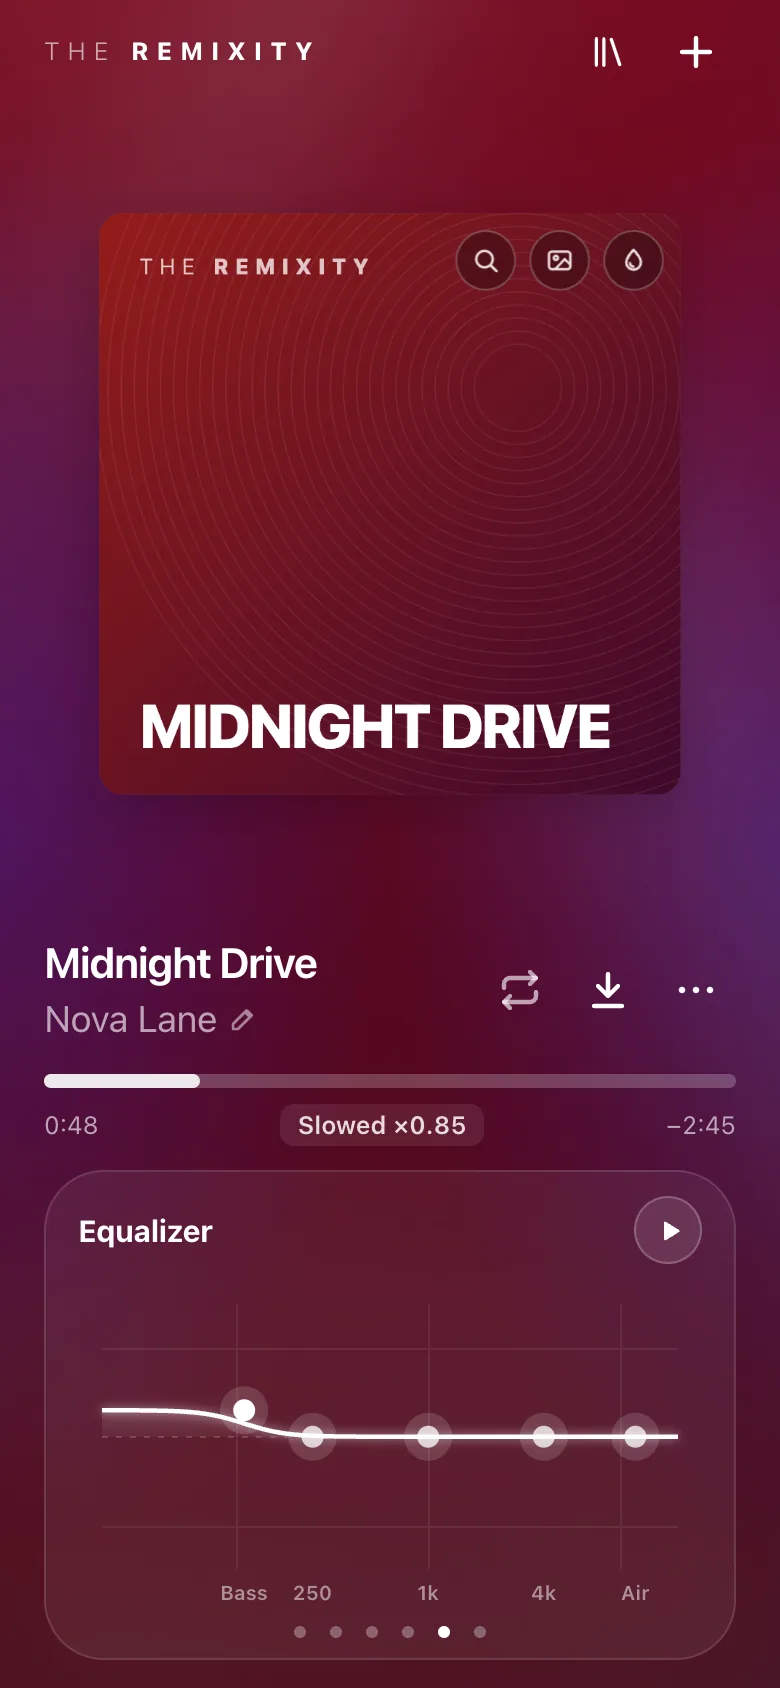 THE REMIXITY
THE REMIXITY
MIDNIGHT DRIVE
Midnight Drive
Nova Lane
0:48
Slowed ×0.85
−2:45
Equalizer
Bass 250 1k 4k Air